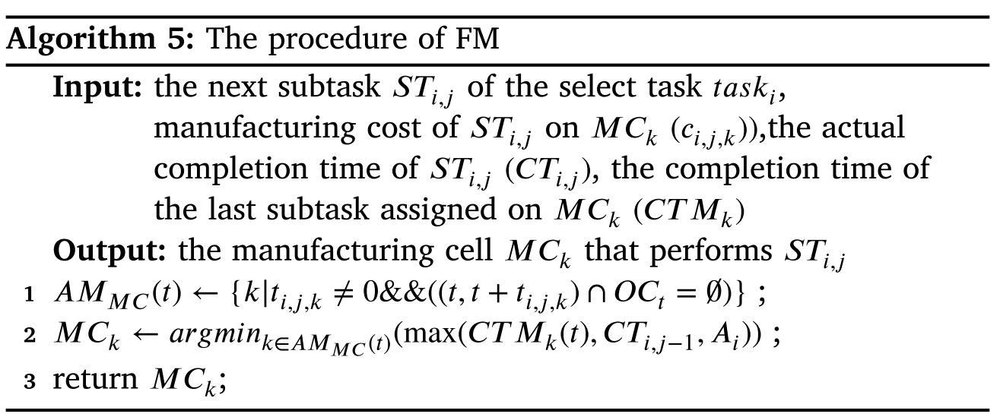 Algorithm 5: The procedure of FM
Input: the next subtask $ST_{i,j}$ of the select task $task_i$,
manufacturing cost of $ST_{i,j}$ on $MC_k$ $(c_{i,j,k})$),the actual
completion time of $ST_{i,j}$ $(CT_{i,j})$, the completion time of
the last subtask assigned on $MC_k$ $(CTM_k)$
Output: the manufacturing cell $MC_k$ that performs $ST_{i,j}$
1 $AM_{MC}(t) \leftarrow \{k|t_{i,j,k} \neq 0 \&\& ((t, t + t_{i,j,k}) \cap OC_t = \emptyset)\}$ ;
2 $MC_k \leftarrow argmin_{k \in AM_{MC}(t)}(\max(CTM_k(t), CT_{i,j-1}, A_i))$ ;
3 return $MC_k$;